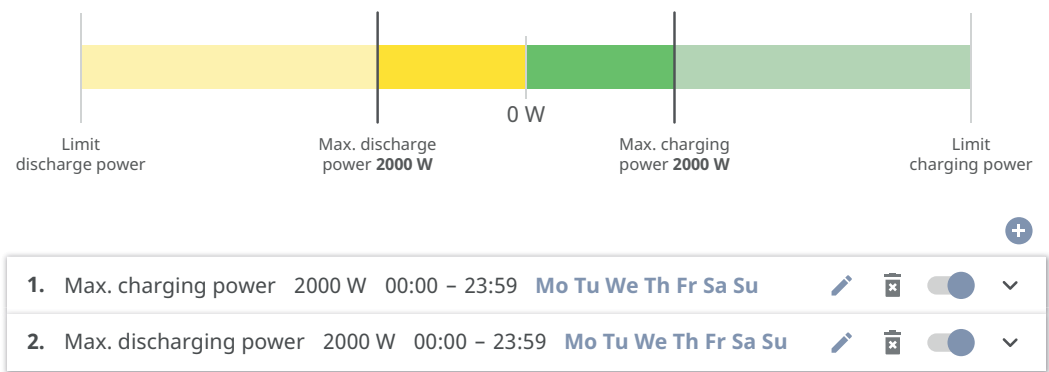 0 W
Limit
discharge power
Max. discharge
power 2000 W
Max. charging
power 2000 W
Limit
charging power
1. Max. charging power 2000 W 00:00 – 23:59 Mo Tu We Th Fr Sa Su
2. Max. discharging power 2000 W 00:00 – 23:59 Mo Tu We Th Fr Sa Su